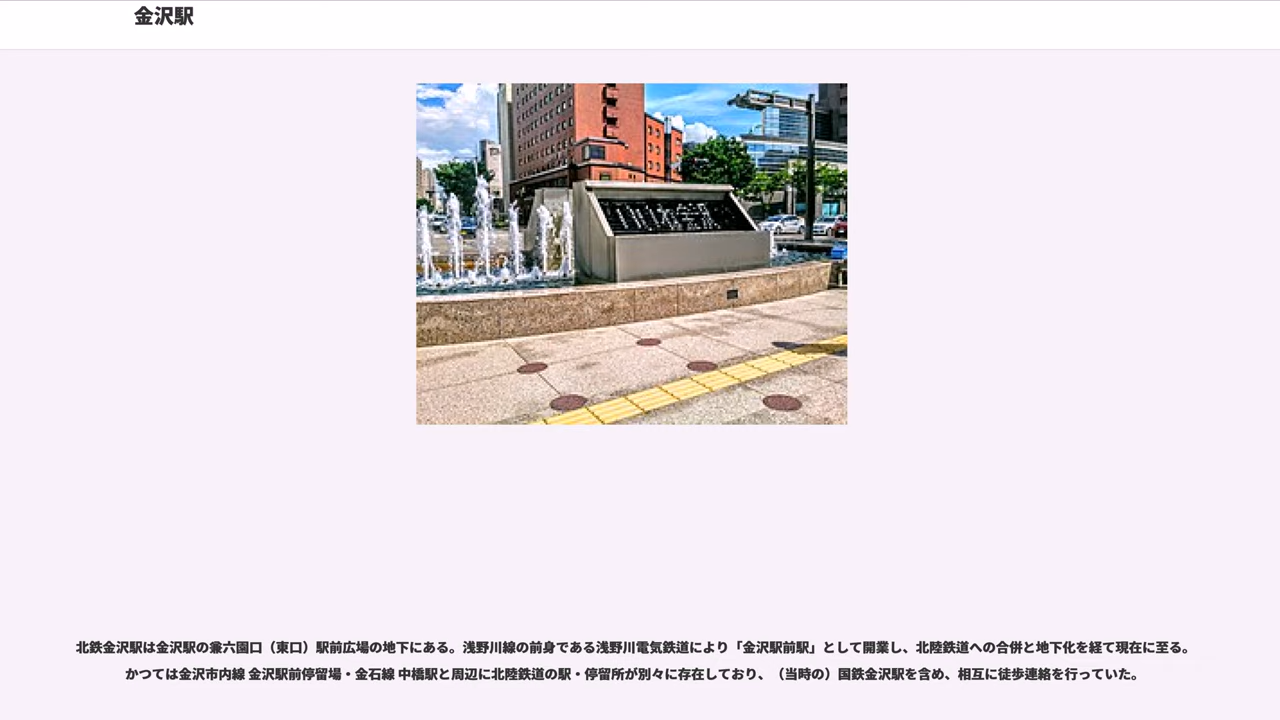 金沢駅
いいね金沢
北鉄金沢駅は金沢駅の兼六園口（東口）駅前広場の地下にある。浅野川線の前身である浅野川電気鉄道により「金沢駅前駅」として開業し、北陸鉄道への合併と地下化を経て現在に至る。
かつては金沢市内線 金沢駅前停留場・金石線 中橋駅と周辺に北陸鉄道の駅・停留所が別々に存在しており、（当時の）国鉄金沢駅を含め、相互に徒歩連絡を行っていた。